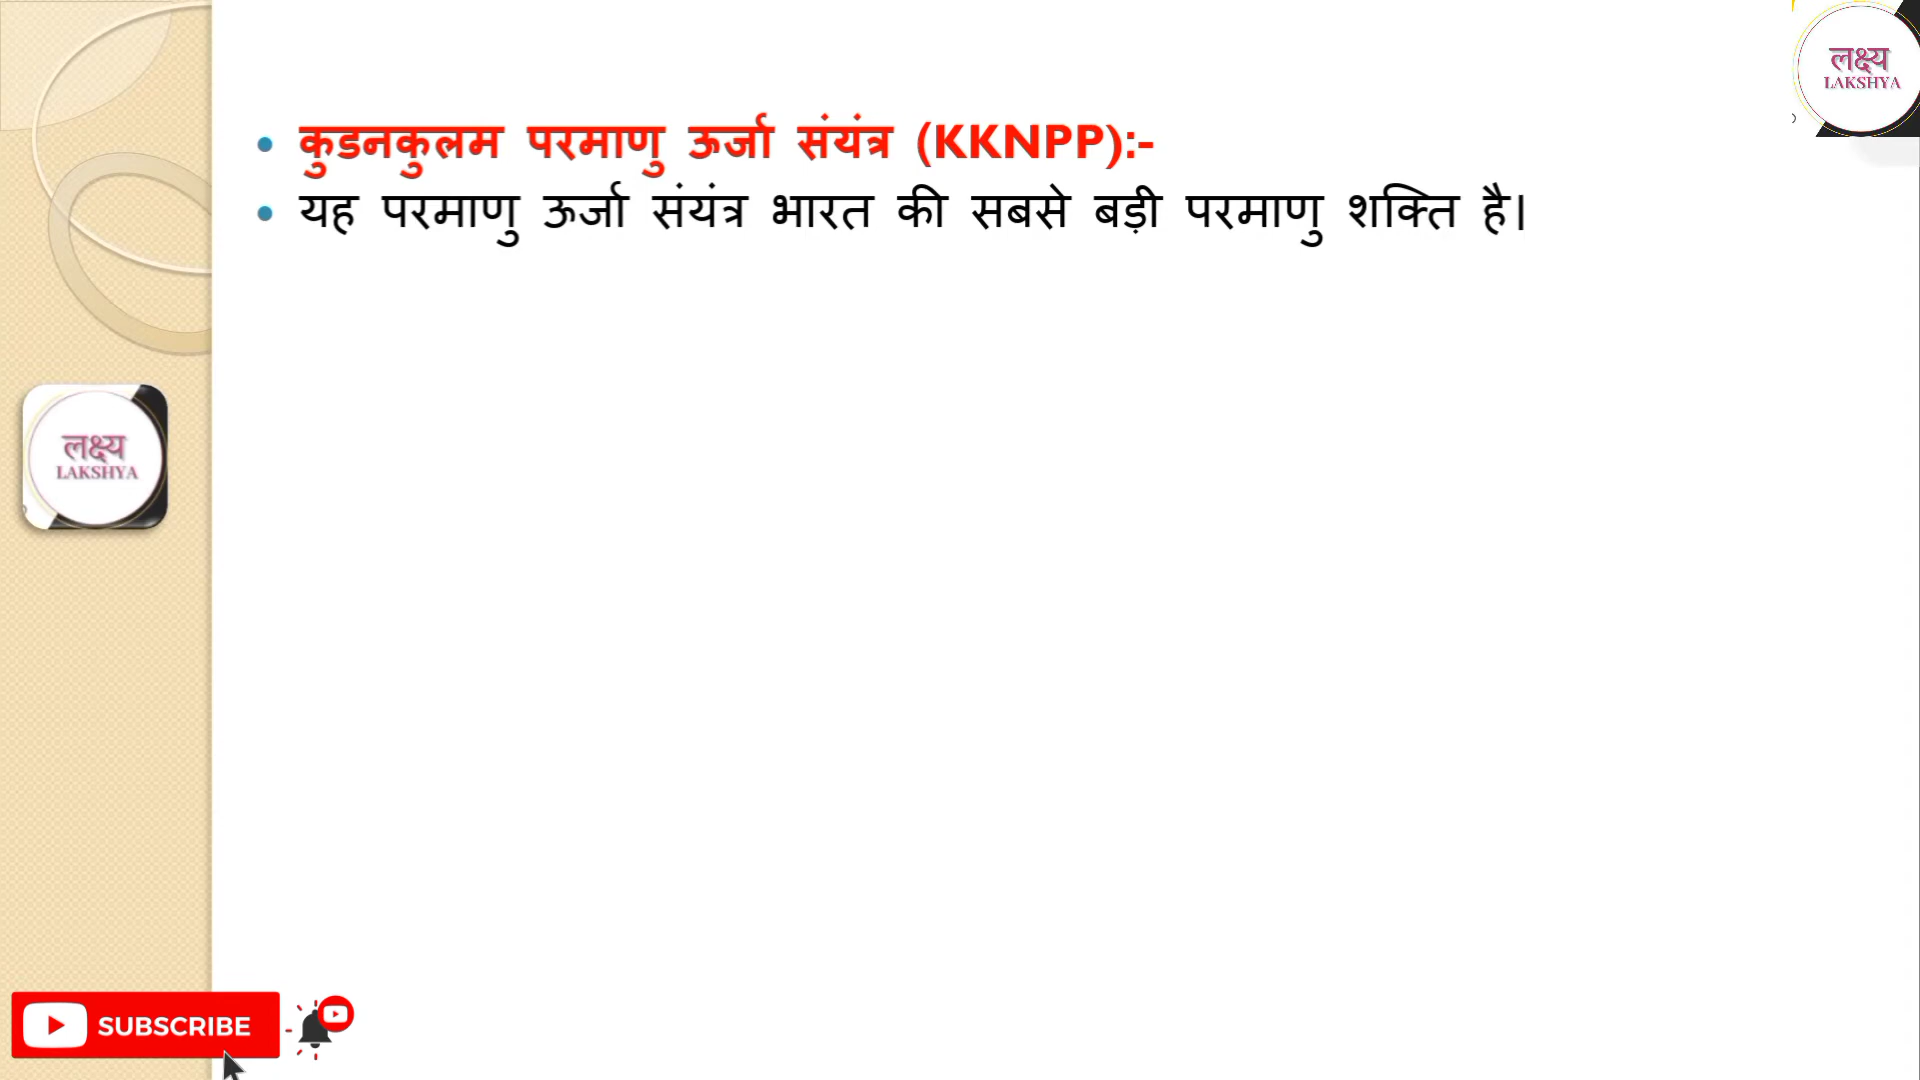 लक्ष्य
LAKSHYA
कुडनकुलम परमाणु ऊर्जा संयंत्र (KKNPP):-
यह परमाणु ऊर्जा संयंत्र भारत की सबसे बड़ी परमाणु शक्ति है।
लक्ष्य
LAKSHYA
SUBSCRIBE